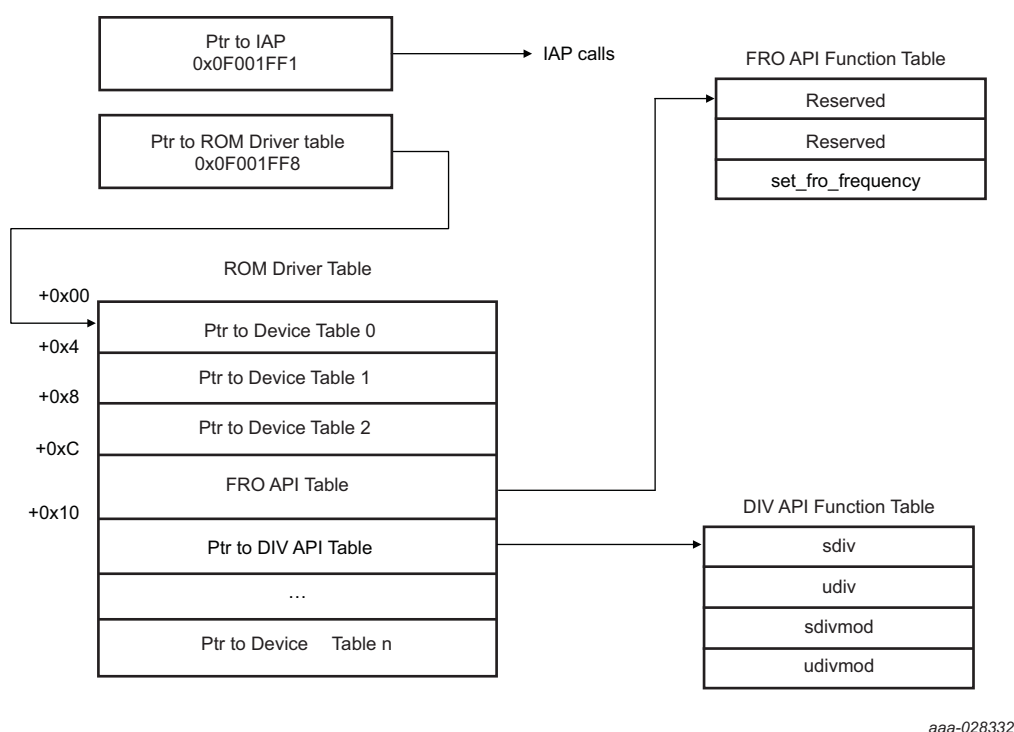 Ptr to IAP
0x0F001FF1
IAP calls
Ptr to ROM Driver table
0x0F001FF8
FRO API Function Table
Reserved
Reserved
set_fro_frequency
ROM Driver Table
+0x00
Ptr to Device Table 0
+0x4
Ptr to Device Table 1
+0x8
Ptr to Device Table 2
+0xC
FRO API Table
+0x10
Ptr to DIV API Table
…
Ptr to Device Table n
DIV API Function Table
sdiv
udiv
sdivmod
udivmod
aaa-028332